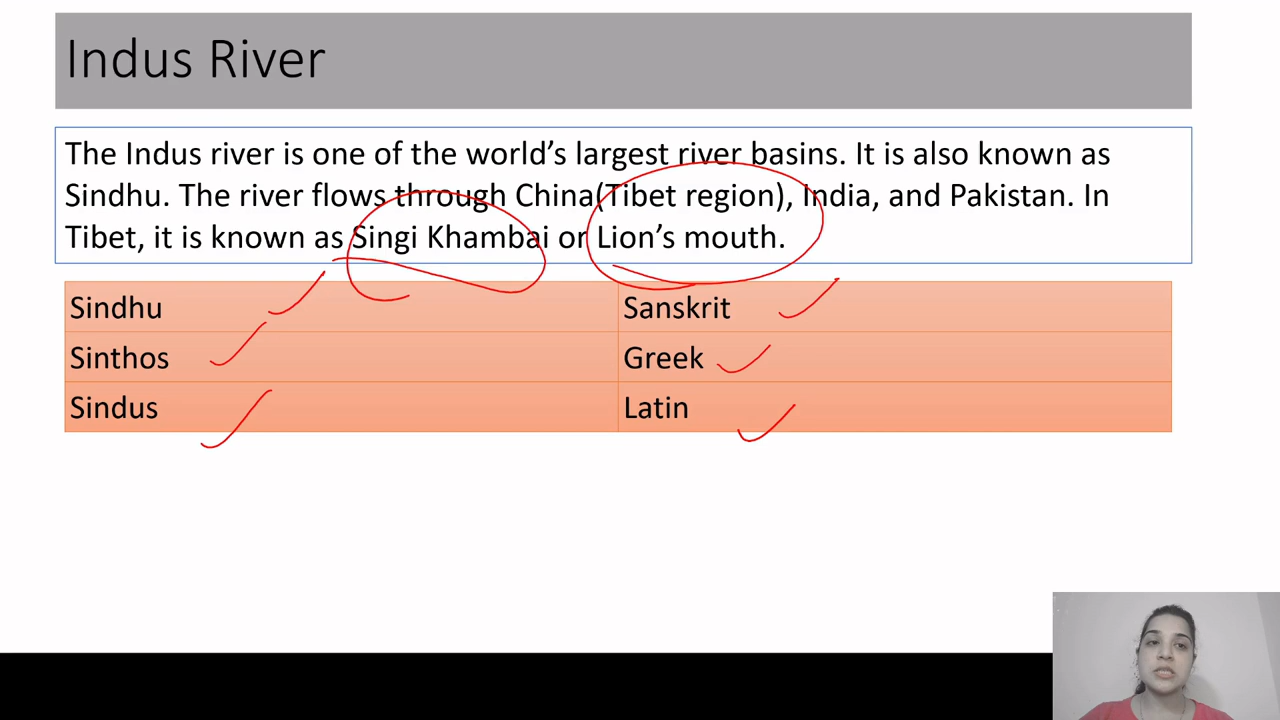 Indus River
The Indus river is one of the world's largest river basins. It is also known as
Sindhu. The river flows through China(Tibet region), India, and Pakistan. In
Tibet, it is known as Singi Khambai or Lion's mouth.
Sindhu Sanskrit
Sinthos Greek
Sindus Latin